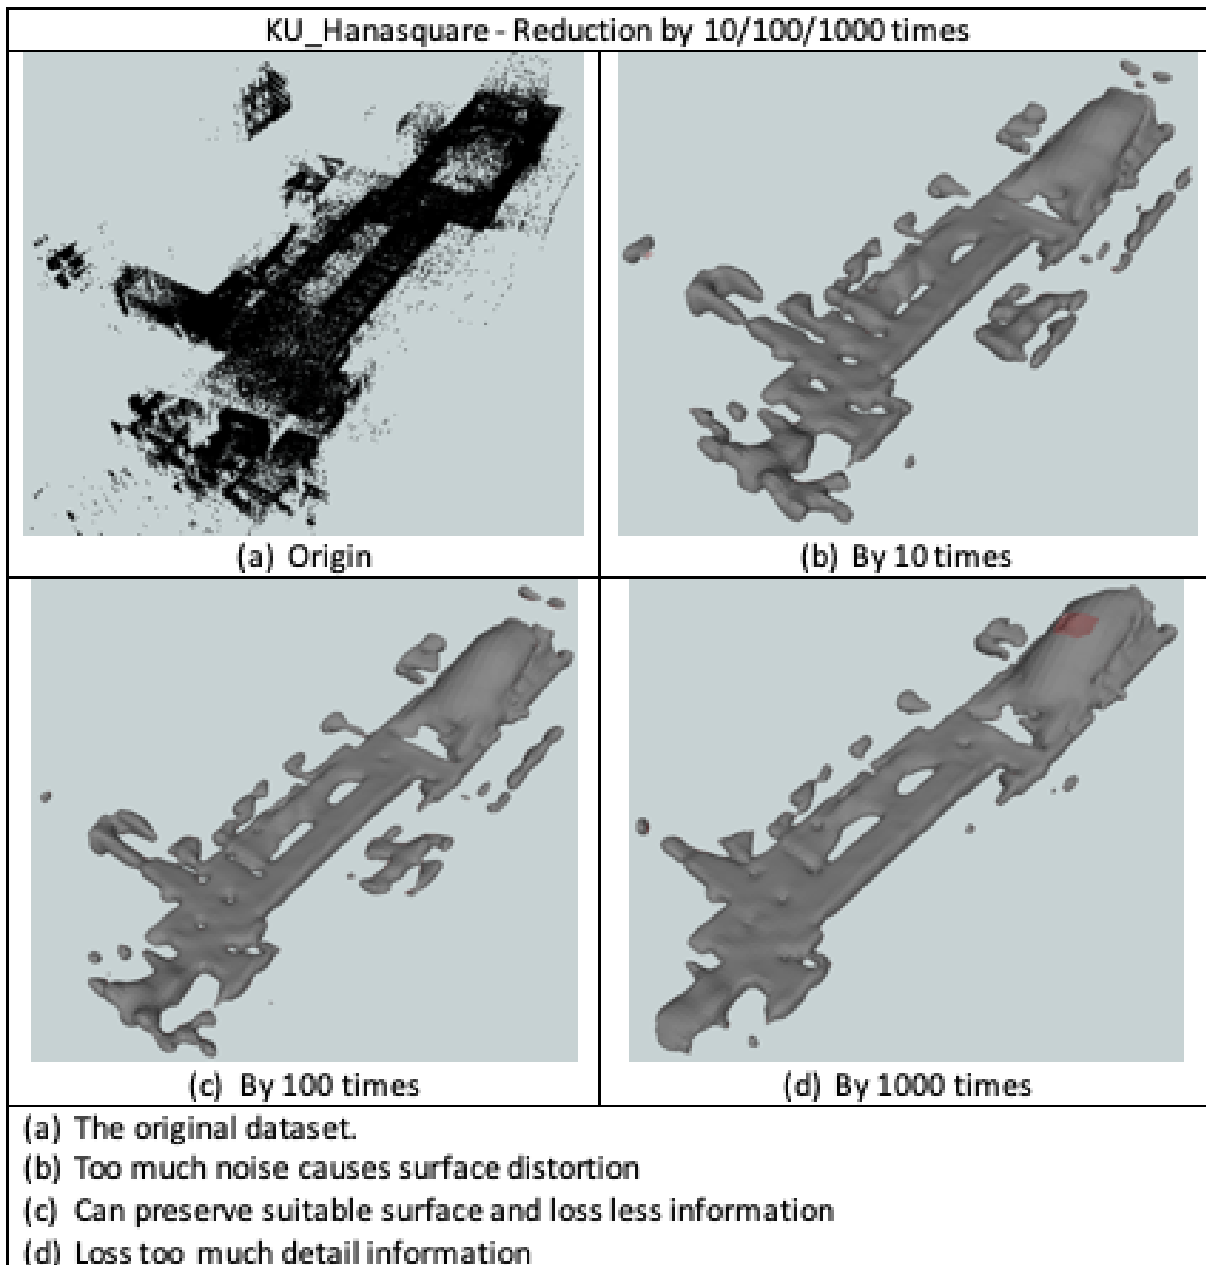 KU_Hanasquare - Reduction by 10/100/1000 times
(a) Origin
(b) By 10 times
(c) By 100 times
(d) By 1000 times
(a) The original dataset.
(b) Too much noise causes surface distortion
(c) Can preserve suitable surface and loss less information
(d) Loss too much detail information